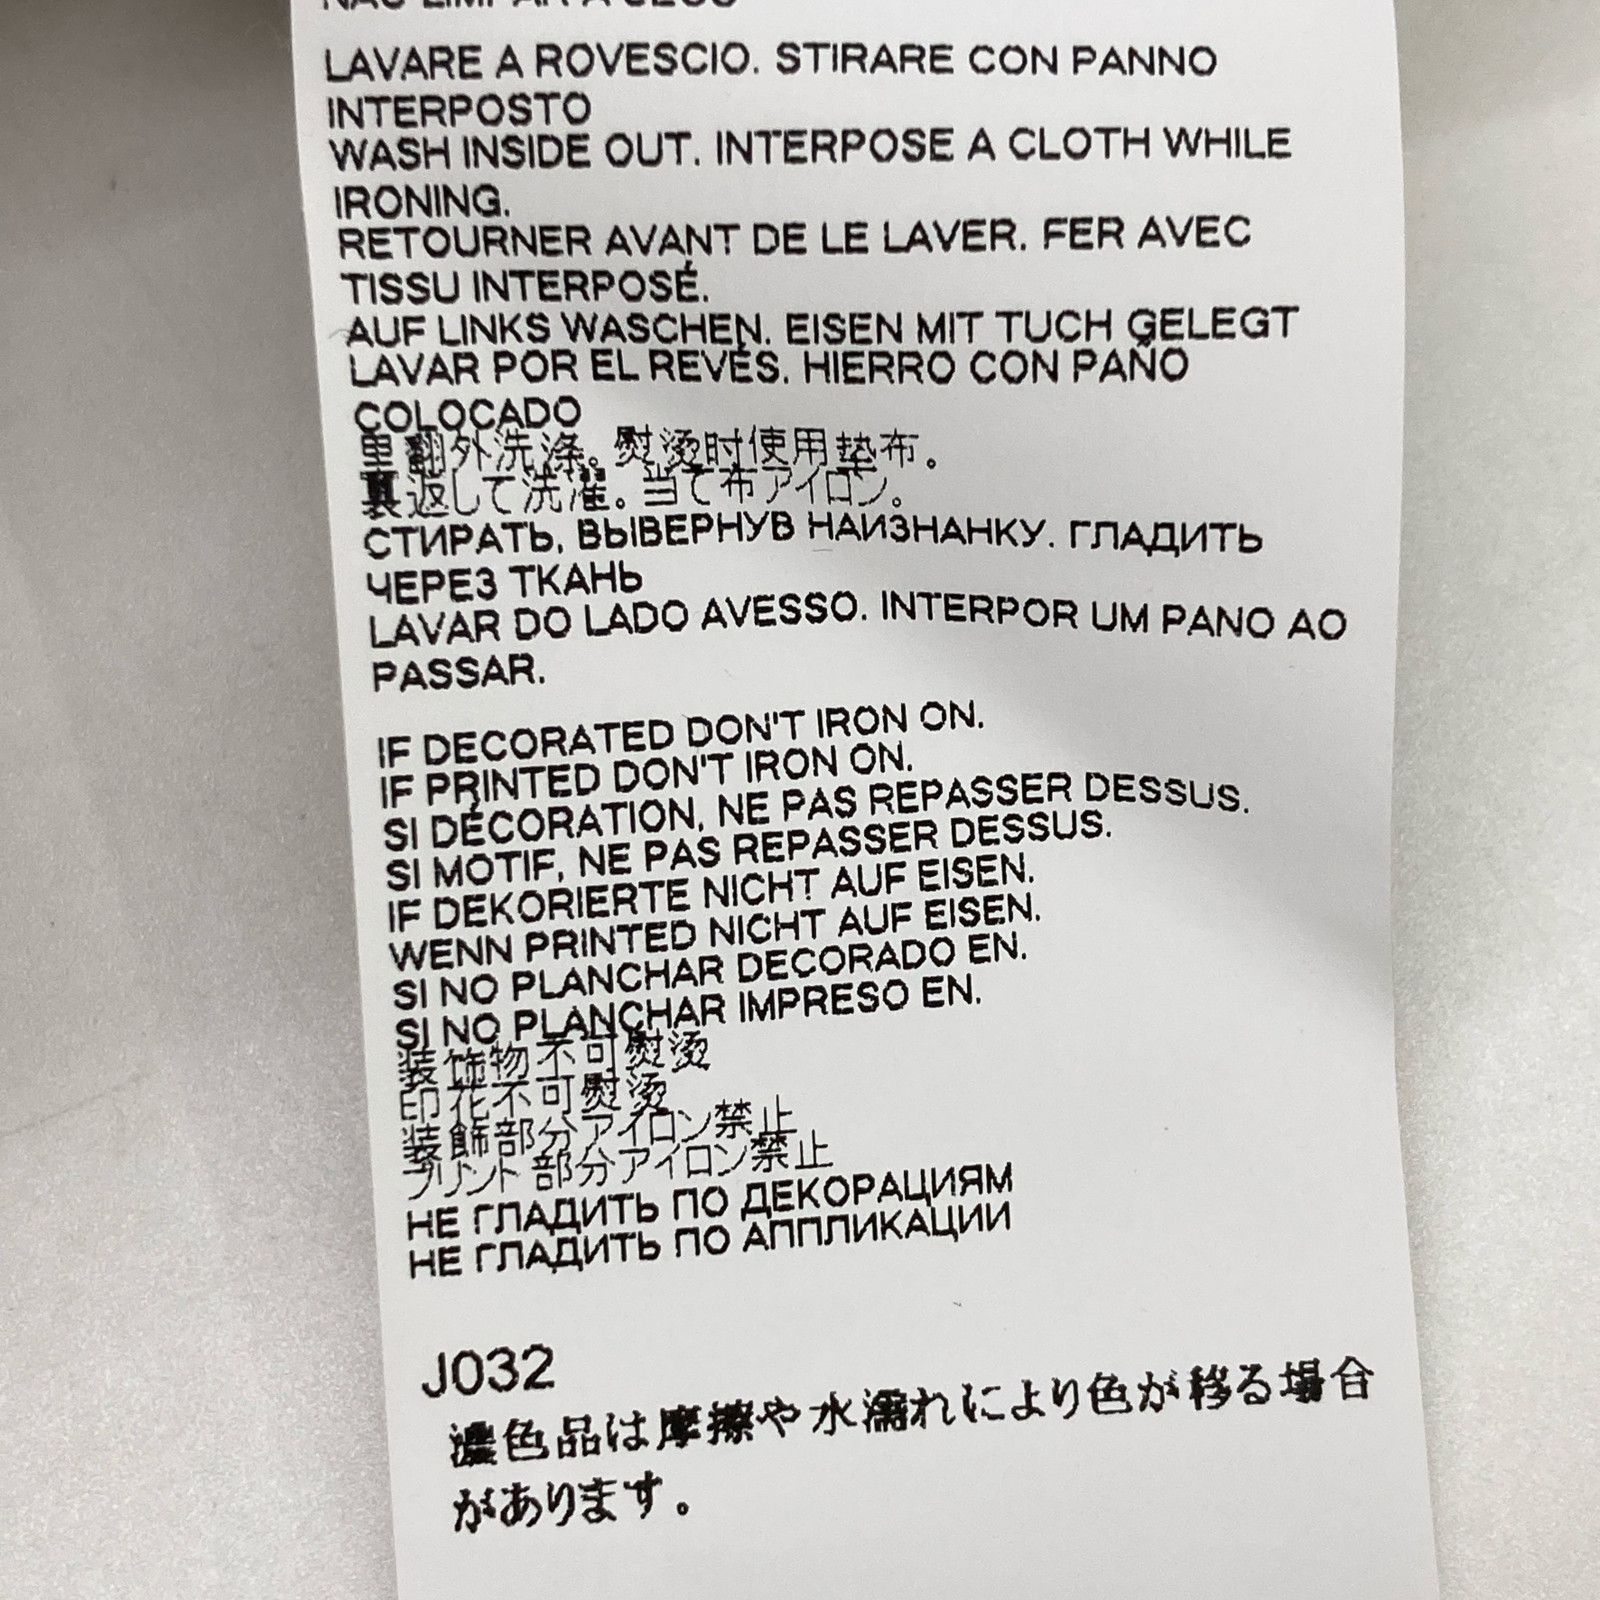 NÃO LIMPAR A SECO
LAVARE A ROVESCIO. STIRARE CON PANNO
INTERPOSTO
WASH INSIDE OUT. INTERPOSE A CLOTH WHILE
IRONING.
RETOURNER AVANT DE LE LAVER. FER AVEC
TISSU INTERPOSÉ.
AUF LINKS WASCHEN. EISEN MIT TUCH GELEGT
LAVAR POR EL REVÉS. HIERRO CON PAÑO
COLOCADO
里翻外洗涤。熨烫时使用垫布。
裏返して洗濯。当て布アイロン。
СТИРАТЬ, ВЫВЕРНУВ НАИЗНАНКУ. ГЛАДИТЬ
ЧЕРЕЗ ТКАНЬ
LAVAR DO LADO AVESSO. INTERPOR UM PANO AO
PASSAR.
IF DECORATED DON'T IRON ON.
IF PRINTED DON'T IRON ON.
SI DÉCORATION, NE PAS REPASSER DESSUS.
SI MOTIF, NE PAS REPASSER DESSUS.
IF DEKORIERTE NICHT AUF EISEN.
WENN PRINTED NICHT AUF EISEN.
SI NO PLANCHAR DECORADO EN.
SI NO PLANCHAR IMPRESO EN.
装饰物不可熨烫
印花不可熨烫
装飾部分アイロン禁止
プリント部分アイロン禁止
НЕ ГЛАДИТЬ ПО ДЕКОРАЦИЯМ
НЕ ГЛАДИТЬ ПО АППЛИКАЦИИ
J032
濃色品は摩擦や水濡れにより色が移る場合
があります。